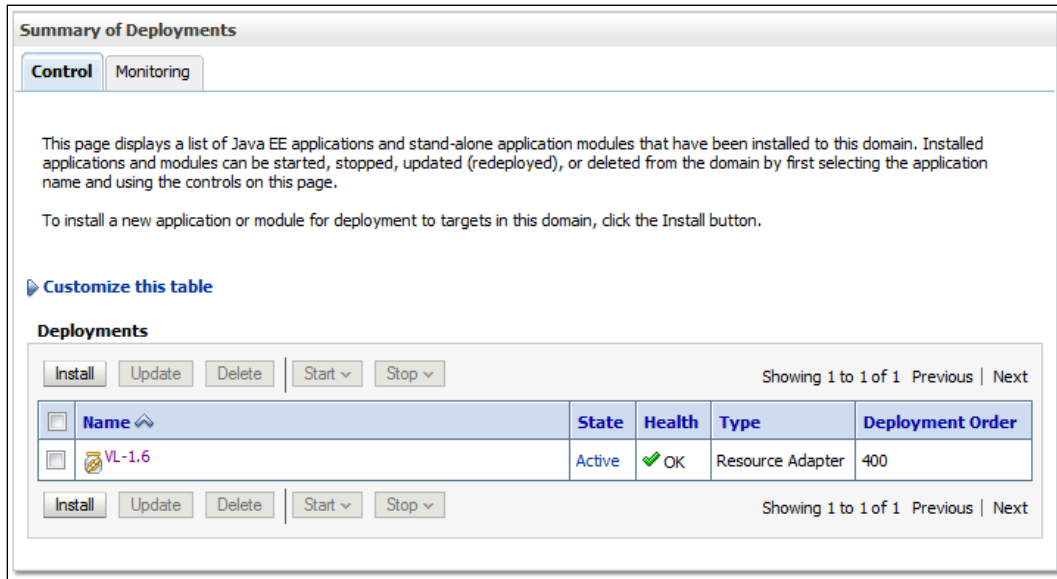 Summary of Deployments
Control Monitoring
This page displays a list of Java EE applications and stand-alone application modules that have been installed to this domain. Installed
applications and modules can be started, stopped, updated (redeployed), or deleted from the domain by first selecting the application
name and using the controls on this page.
To install a new application or module for deployment to targets in this domain, click the Install button.
Customize this table
Deployments
Install Update Delete Start Stop Showing 1 to 1 of 1 Previous | Next
Name State Health Type Deployment Order
VL-1.6 Active OK Resource Adapter 400
Install Update Delete Start Stop Showing 1 to 1 of 1 Previous | Next